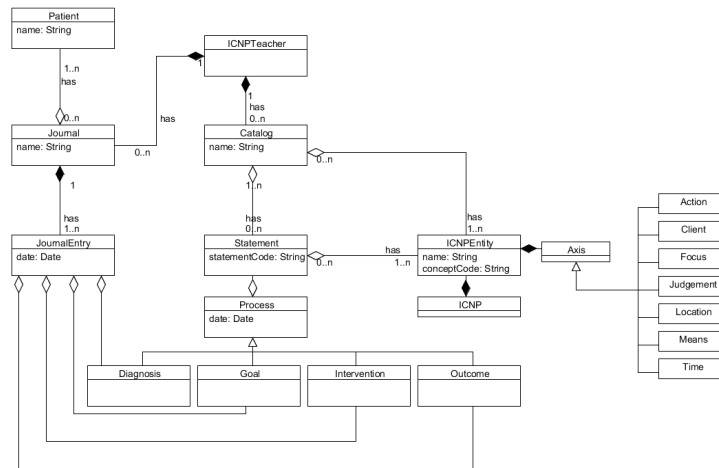 Patient
name: String
1..n
has
0..n
Journal
name: String
1
has
1..n
JournalEntry
date: Date
ICNPTeacher
1
has
0..n
1
has
0..n
Catalog
name: String
0..n
1..n
has
0..n
has
1..n
Statement
statementCode: String
0..n
has
1..n
ICNPEntity
name: String
conceptCode: String
ICNP
Axis
Process
date: Date
Diagnosis
Goal
Intervention
Outcome
Action
Client
Focus
Judgement
Location
Means
Time